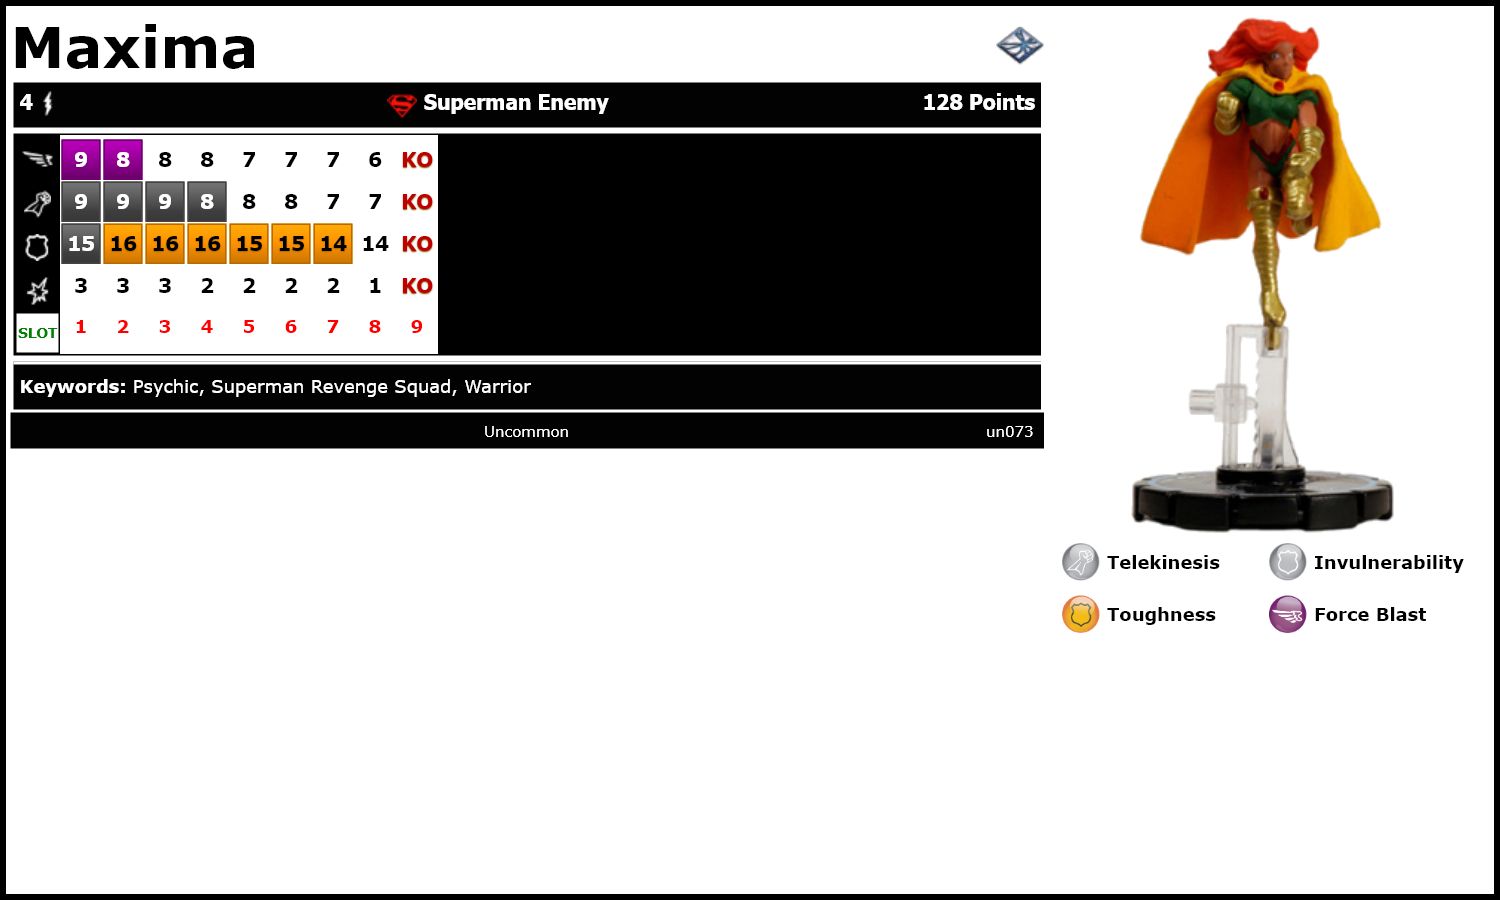 Maxima
4 Superman Enemy 128 Points
9 8 8 8 7 7 7 6 KO
9 9 9 8 8 8 7 7 KO
15 16 16 16 15 15 14 14 KO
3 3 3 2 2 2 2 1 KO
SLOT 1 2 3 4 5 6 7 8 9
Keywords: Psychic, Superman Revenge Squad, Warrior
Uncommon un073
Telekinesis Invulnerability
Toughness Force Blast